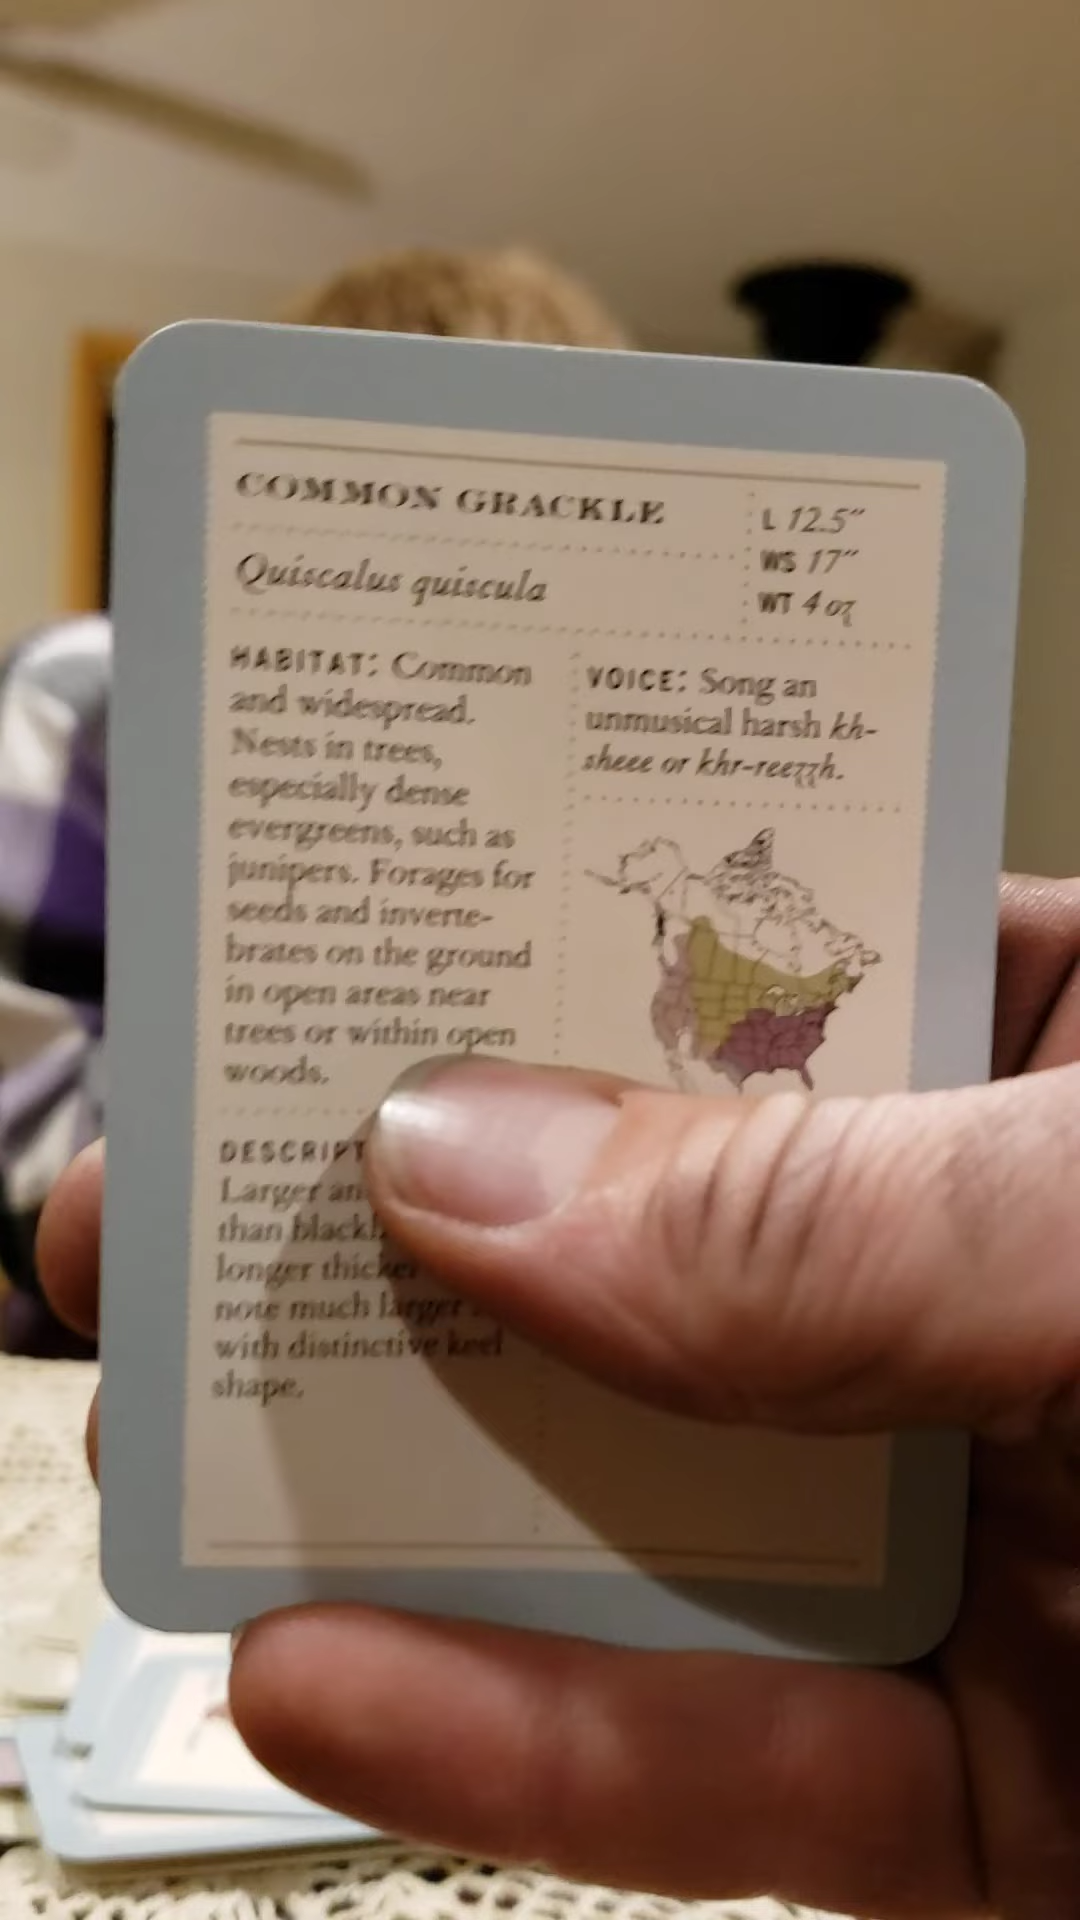 COMMON GRACKLE
Quiscalus quiscula
L 12.5"
WS 17"
WT 4 oz
HABITAT: Common
and widespread.
Nests in trees,
especially dense
evergreens, such as
junipers. Forages for
seeds and inverte-
brates on the ground
in open areas near
trees or within open
woods.
DESCRIPT
Larger
than
longer thicker
note much larger
with distinctive keel
shape.
VOICE: Song an
unmusical harsh kh-
sheee or khr-reezzh.